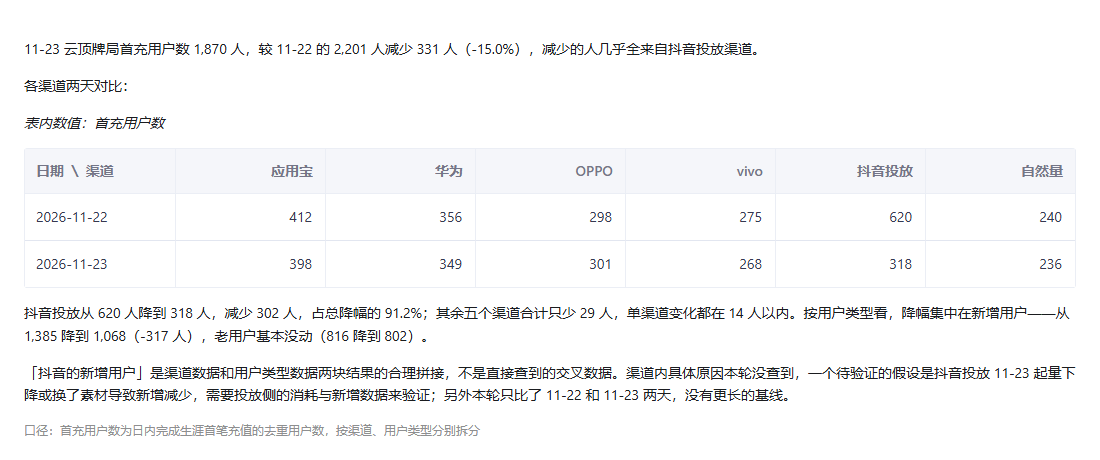 11-23 云顶牌局首充用户数 1,870 人，较 11-22 的 2,201 人减少 331 人（-15.0%），减少的人几乎全来自抖音投放渠道。
各渠道两天对比：
表内数值：首充用户数
日期 \ 渠道 应用宝 华为 OPPO vivo 抖音投放 自然量
2026-11-22 412 356 298 275 620 240
2026-11-23 398 349 301 268 318 236
抖音投放从 620 人降到 318 人，减少 302 人，占总降幅的 91.2%；其余五个渠道合计只少 29 人，单渠道变化都在 14 人以内。按用户类型看，降幅集中在新增用户——从
1,385 降到 1,068（-317 人），老用户基本没动（816 降到 802）。
「抖音的新增用户」是渠道数据和用户类型数据两块结果的合理拼接，不是直接查到的交叉数据。渠道内具体原因本轮没查到，一个待验证的假设是抖音投放 11-23 起量下
降或换了素材导致新增减少，需要投放侧的消耗与新增数据来验证；另外本轮只比了 11-22 和 11-23 两天，没有更长的基线。
口径：首充用户数为日内完成生涯首笔充值的去重用户数，按渠道、用户类型分别拆分